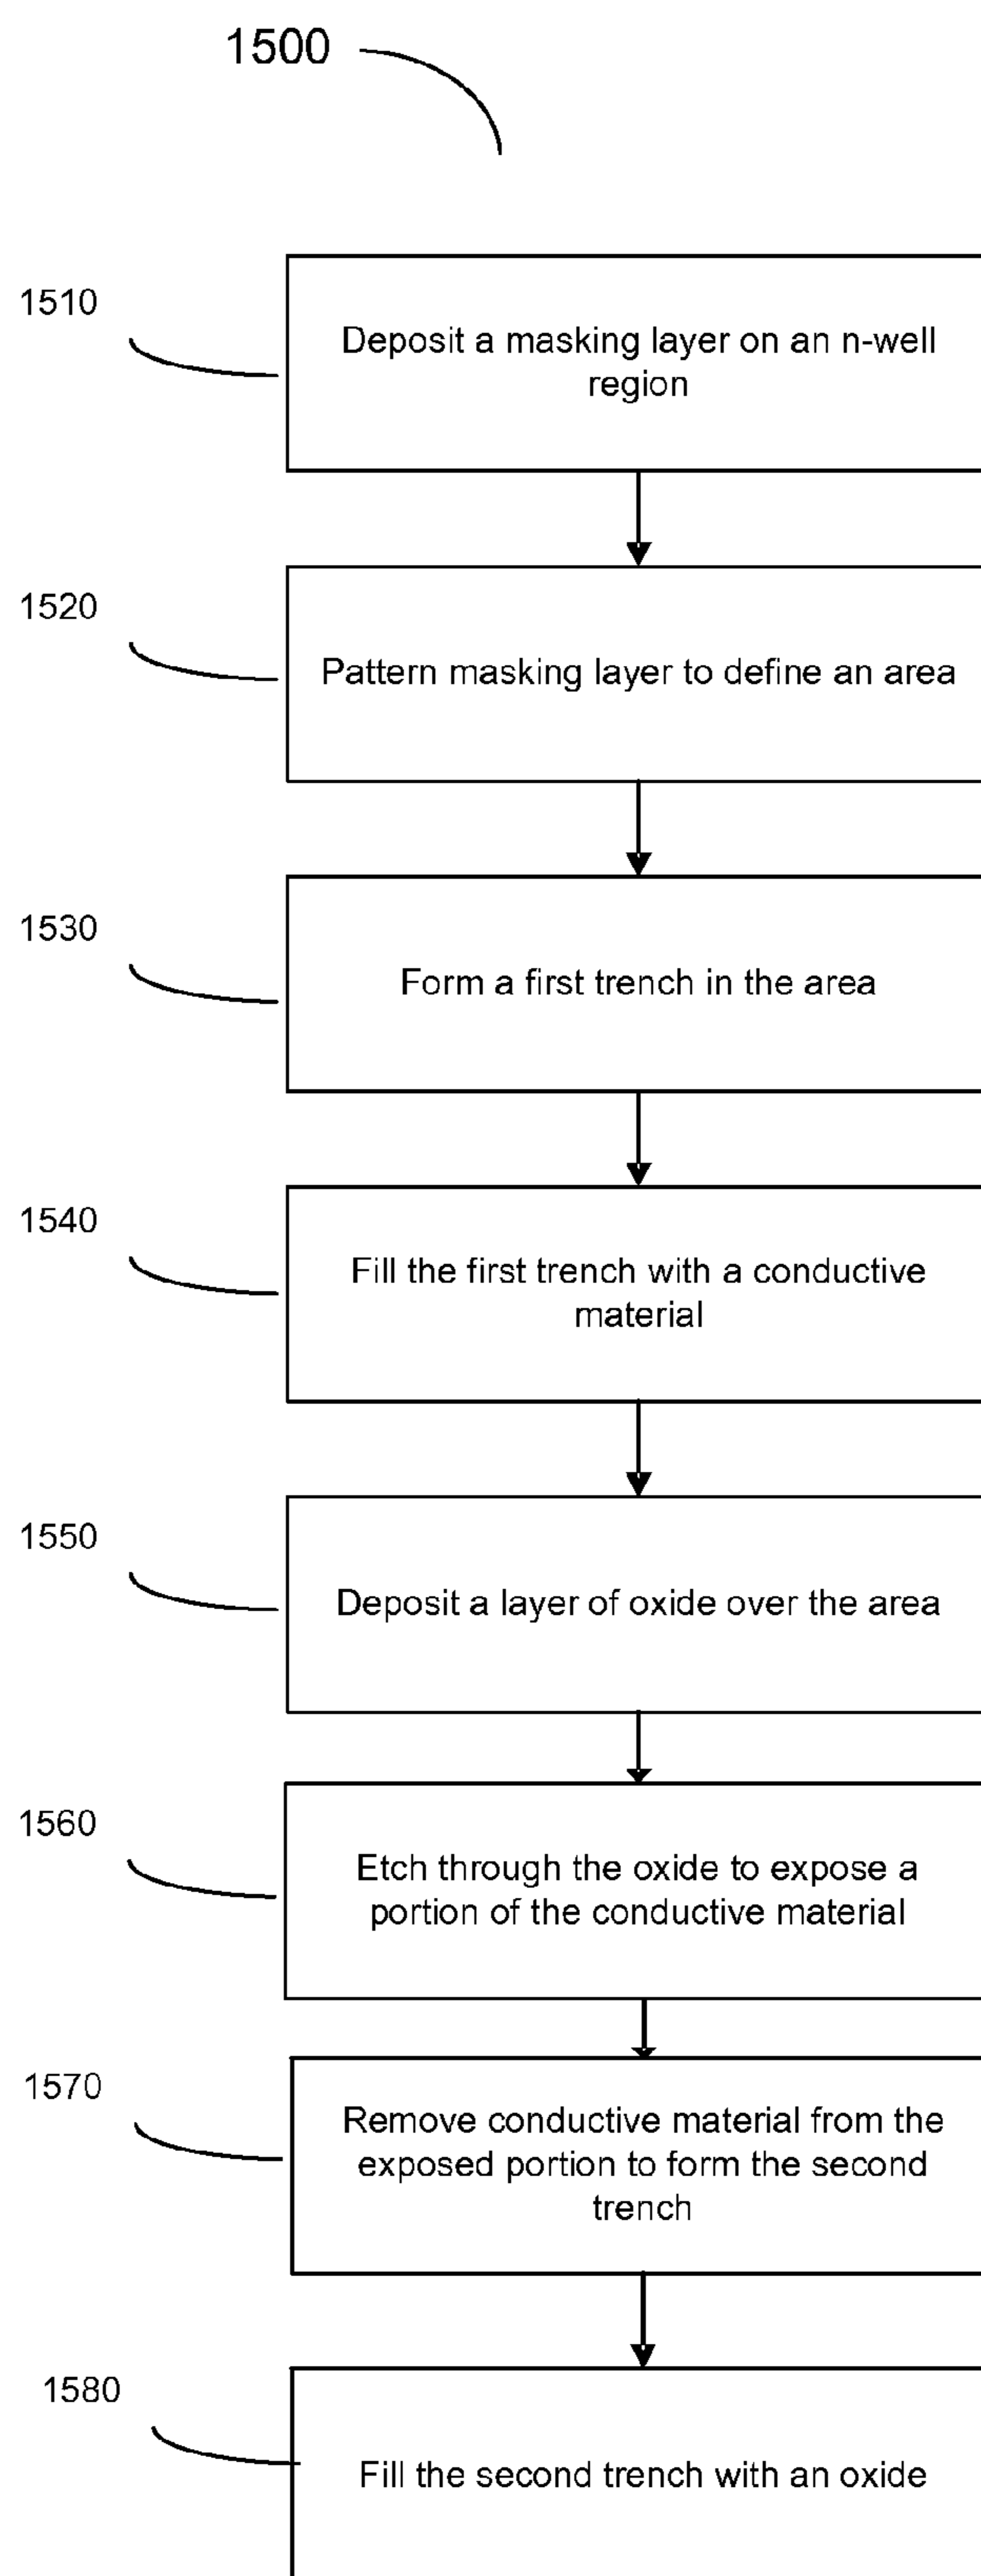 1500
1510
Deposit a masking layer on an n-well
region
1520
Pattern masking layer to define an area
1530
Form a first trench in the area
1540
Fill the first trench with a conductive
material
1550
Deposit a layer of oxide over the area
1560
Etch through the oxide to expose a
portion of the conductive material
1570
Remove conductive material from the
exposed portion to form the second
trench
1580
Fill the second trench with an oxide